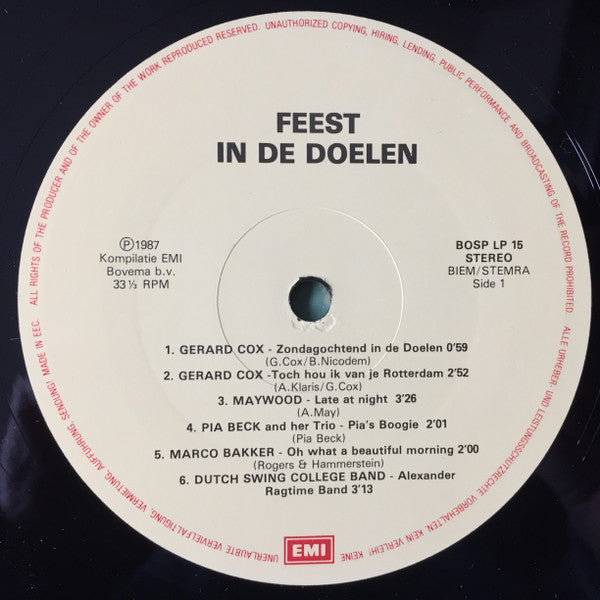 FEEST
IN DE DOELEN
Ⓟ1987
Kompilatie EMI
Bovema b.v.
33⅓ RPM
BOSP LP 15
STEREO
BIEM/STEMRA
Side 1
1. GERARD COX - Zondagochtend in de Doelen 0'59
(G.Cox/B.Nicodem)
2. GERARD COX -Toch hou ik van je Rotterdam 2'52
(A.Klaris/G.Cox)
3. MAYWOOD - Late at night 3'26
(A.May)
4. PIA BECK and her Trio - Pia's Boogie 2'01
(Pia Beck)
5. MARCO BAKKER - Oh what a beautiful morning 2'00
(Rogers & Hammerstein)
6. DUTCH SWING COLLEGE BAND - Alexander
Ragtime Band 3'13
EMI
ALL RIGHTS OF THE PRODUCER AND OF THE OWNER OF THE WORK REPRODUCED RESERVED. UNAUTHORIZED COPYING, HIRING, LENDING, PUBLIC PERFORMANCE AND BROADCASTING OF THE RECORD PROHIBITED. ALLE URHEBER- UND LEISTUNGSSCHUTZRECHTE VORBEHALTEN. KEIN VERLEIH! KEINE UNERLAUBTE VERVIELFÄLTIGUNG, VERMIETUNG, AUFFÜHRUNG, SENDUNG! MADE IN EEC.